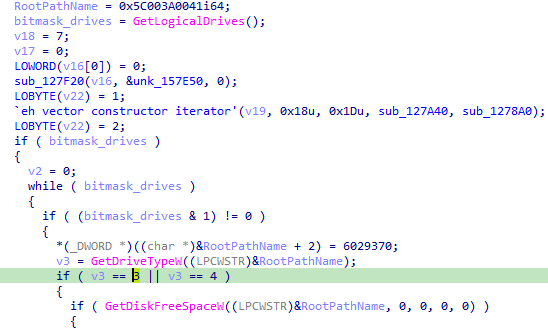 RootPathName = 0x5C003A0041i64;
bitmask_drives = GetLogicalDrives();
v18 = 7;
v17 = 0;
LOWORD(v16[0]) = 0;
sub_127F20(v16, &unk_157E50, 0);
LOBYTE(v22) = 1;
`eh vector constructor iterator'(v19, 0x18u, 0x1Du, sub_127A40, sub_1278A0);
LOBYTE(v22) = 2;
if ( bitmask_drives )
{
v2 = 0;
while ( bitmask_drives )
{
if ( (bitmask_drives & 1) != 0 )
{
*(_DWORD *)((char *)&RootPathName + 2) = 6029370;
v3 = GetDriveTypeW((LPCWSTR)&RootPathName);
if ( v3 == 3 || v3 == 4 )
{
if ( GetDiskFreeSpaceW((LPCWSTR)&RootPathName, 0, 0, 0, 0) )
{